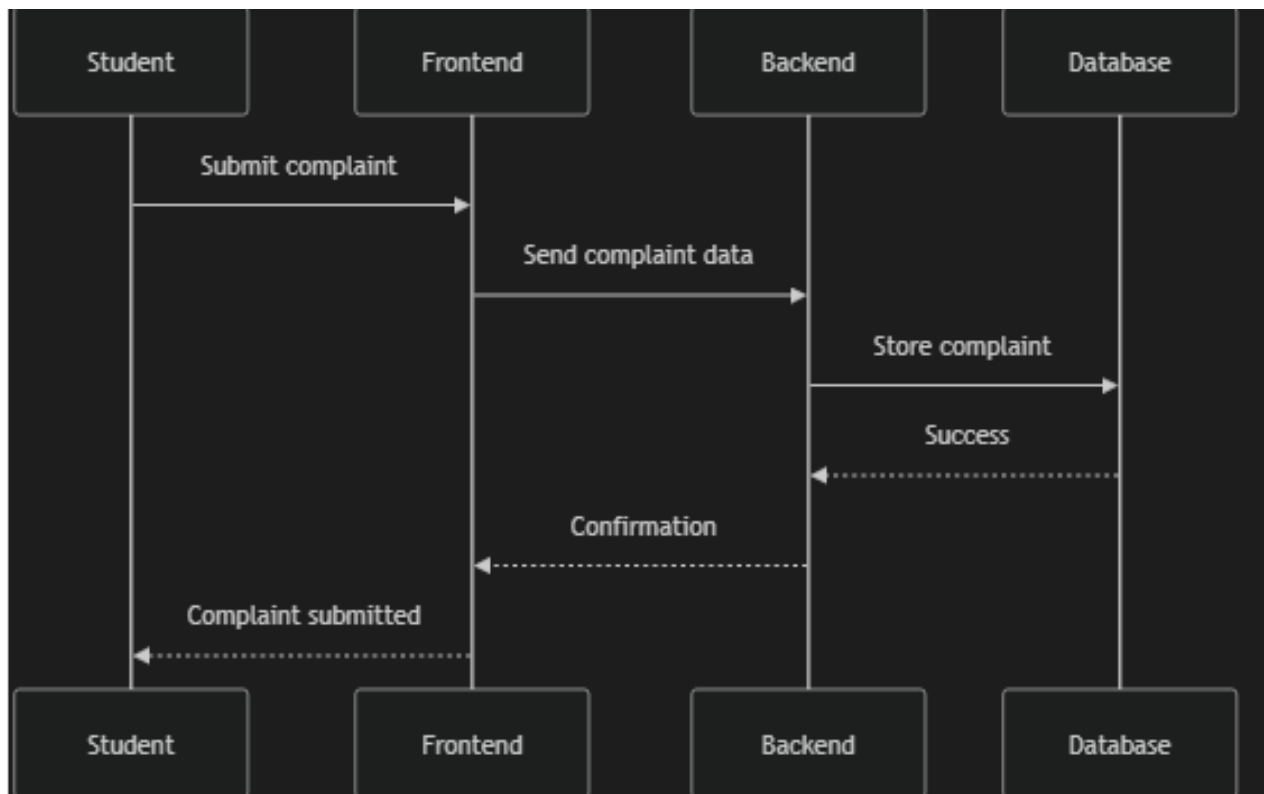 Student
Frontend
Backend
Database
Submit complaint
Send complaint data
Store complaint
Success
Confirmation
Complaint submitted
Student
Frontend
Backend
Database